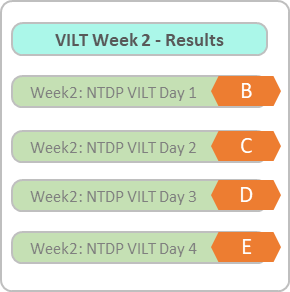 VILT Week 2 - Results
Week2: NTDP VILT Day 1 B
Week2: NTDP VILT Day 2 C
Week2: NTDP VILT Day 3 D
Week2: NTDP VILT Day 4 E